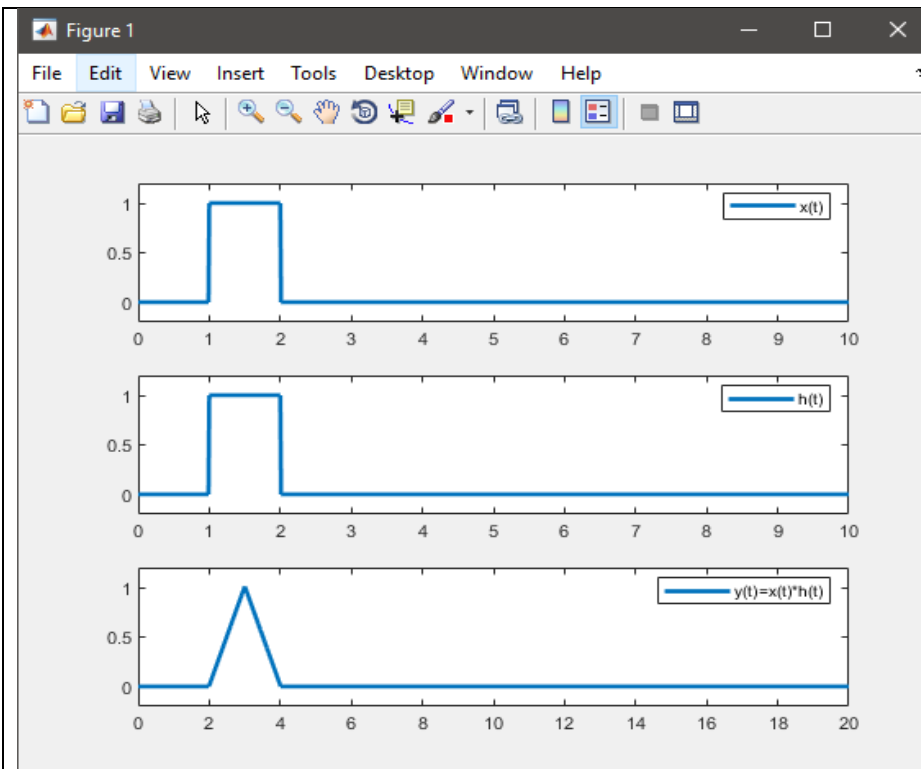 Figure 1
File Edit View Insert Tools Desktop Window Help
1
0.5
0
x(t)
0 1 2 3 4 5 6 7 8 9 10
1
0.5
0
h(t)
0 1 2 3 4 5 6 7 8 9 10
1
0.5
0
y(t)=x(t)*h(t)
0 2 4 6 8 10 12 14 16 18 20